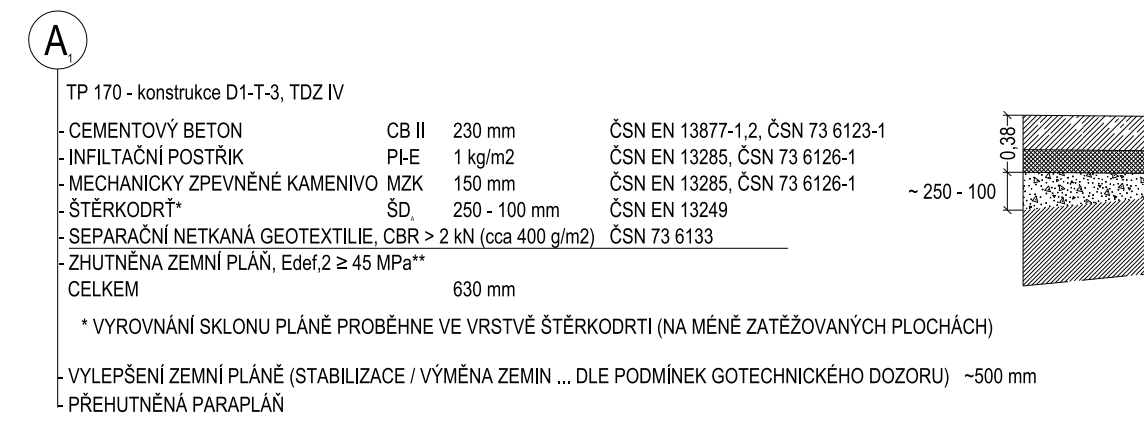 A1
TP 170 - konstrukce D1-T-3, TDZ IV
- CEMENTOVÝ BETON CB II 230 mm ČSN EN 13877-1,2, ČSN 73 6123-1
- INFILTAČNÍ POSTŘIK PI-E 1 kg/m2 ČSN EN 13285, ČSN 73 6126-1
- MECHANICKY ZPEVNĚNÉ KAMENIVO MZK 150 mm ČSN EN 13285, ČSN 73 6126-1
- ŠTĚRKODRŤ* ŠDA 250 - 100 mm ČSN EN 13249
- SEPARAČNÍ NETKANÁ GEOTEXTILIE, CBR > 2 kN (cca 400 g/m2) ČSN 73 6133
- ZHUTNĚNA ZEMNÍ PLÁŇ, Edef,2 ≥ 45 MPa**
CELKEM 630 mm
* VYROVNÁNÍ SKLONU PLÁNĚ PROBĚHNE VE VRSTVĚ ŠTĚRKODRTI (NA MÉNĚ ZATĚŽOVANÝCH PLOCHÁCH)
- VYLEPŠENÍ ZEMNÍ PLÁNĚ (STABILIZACE / VÝMĚNA ZEMIN ... DLE PODMÍNEK GOTECHNICKÉHO DOZORU) ~500 mm
- PŘEHUTNĚNÁ PARAPLÁŇ
0,38
~ 250 - 100